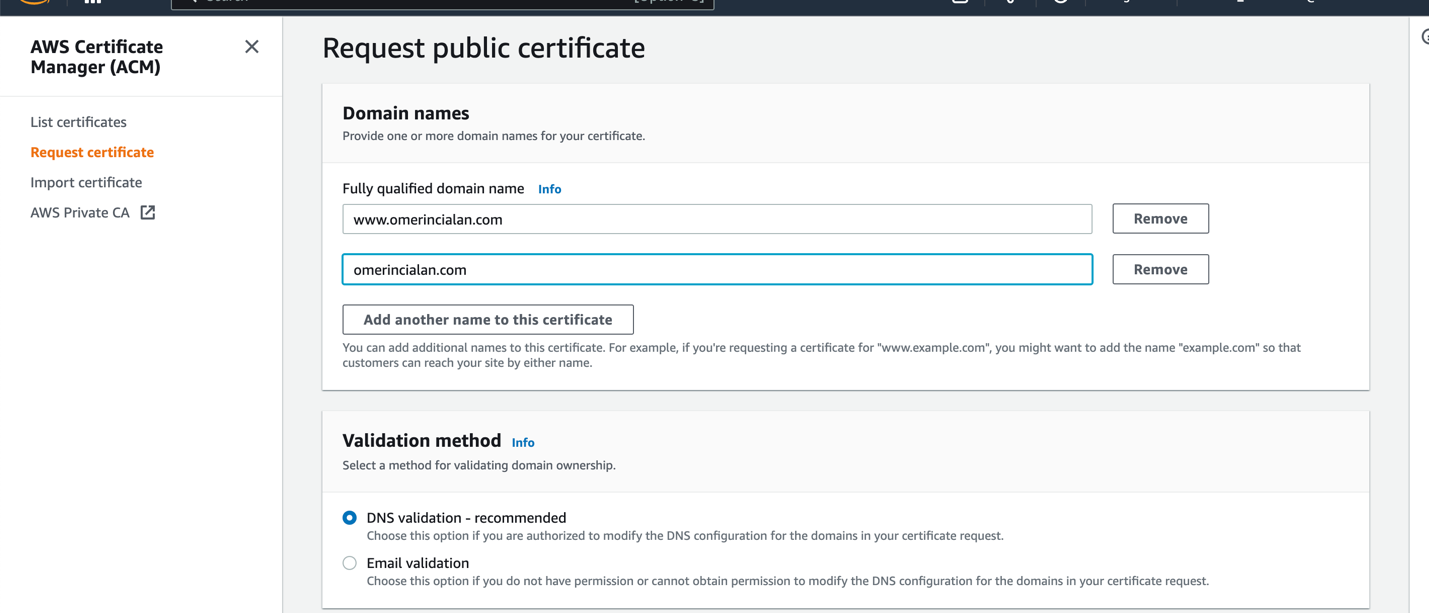 Request public certificate
AWS Certificate
Manager (ACM)
List certificates
Request certificate
Import certificate
AWS Private CA
Domain names
Provide one or more domain names for your certificate.
Fully qualified domain name Info
www.omerincialan.com
Remove
omerincialan.com
Remove
Add another name to this certificate
You can add additional names to this certificate. For example, if you're requesting a certificate for "www.example.com", you might want to add the name "example.com" so that
customers can reach your site by either name.
Validation method Info
Select a method for validating domain ownership.
DNS validation - recommended
Choose this option if you are authorized to modify the DNS configuration for the domains in your certificate request.
Email validation
Choose this option if you do not have permission or cannot obtain permission to modify the DNS configuration for the domains in your certificate request.